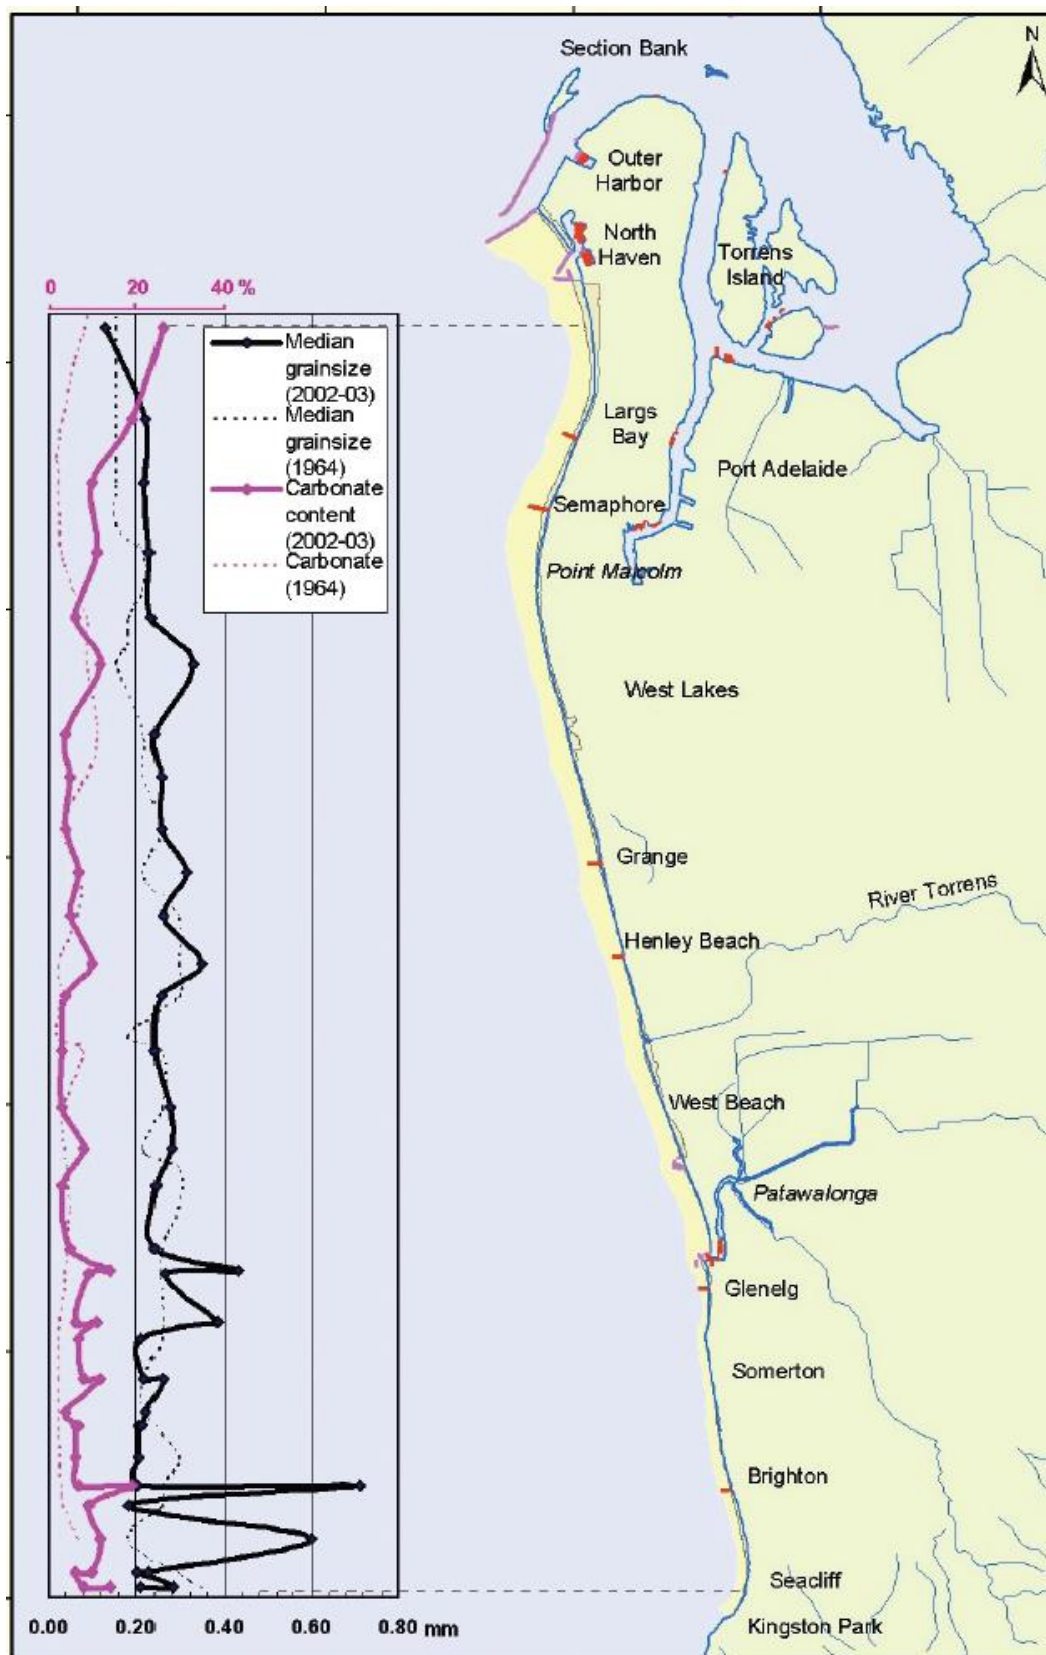 Section Bank
N
Outer
Harbor
North
Haven
Torrens
Island
0 20 40 %
Median
grainsize
(2002-03)
Median
grainsize
(1964)
Carbonate
content
(2002-03)
Carbonate
(1964)
Largs
Bay
Port Adelaide
Semaphore
Point Malcolm
West Lakes
Grange
River Torrens
Henley Beach
West Beach
Patawalonga
Glenelg
Somerton
Brighton
Seacliff
Kingston Park
0.00 0.20 0.40 0.60 0.80 mm